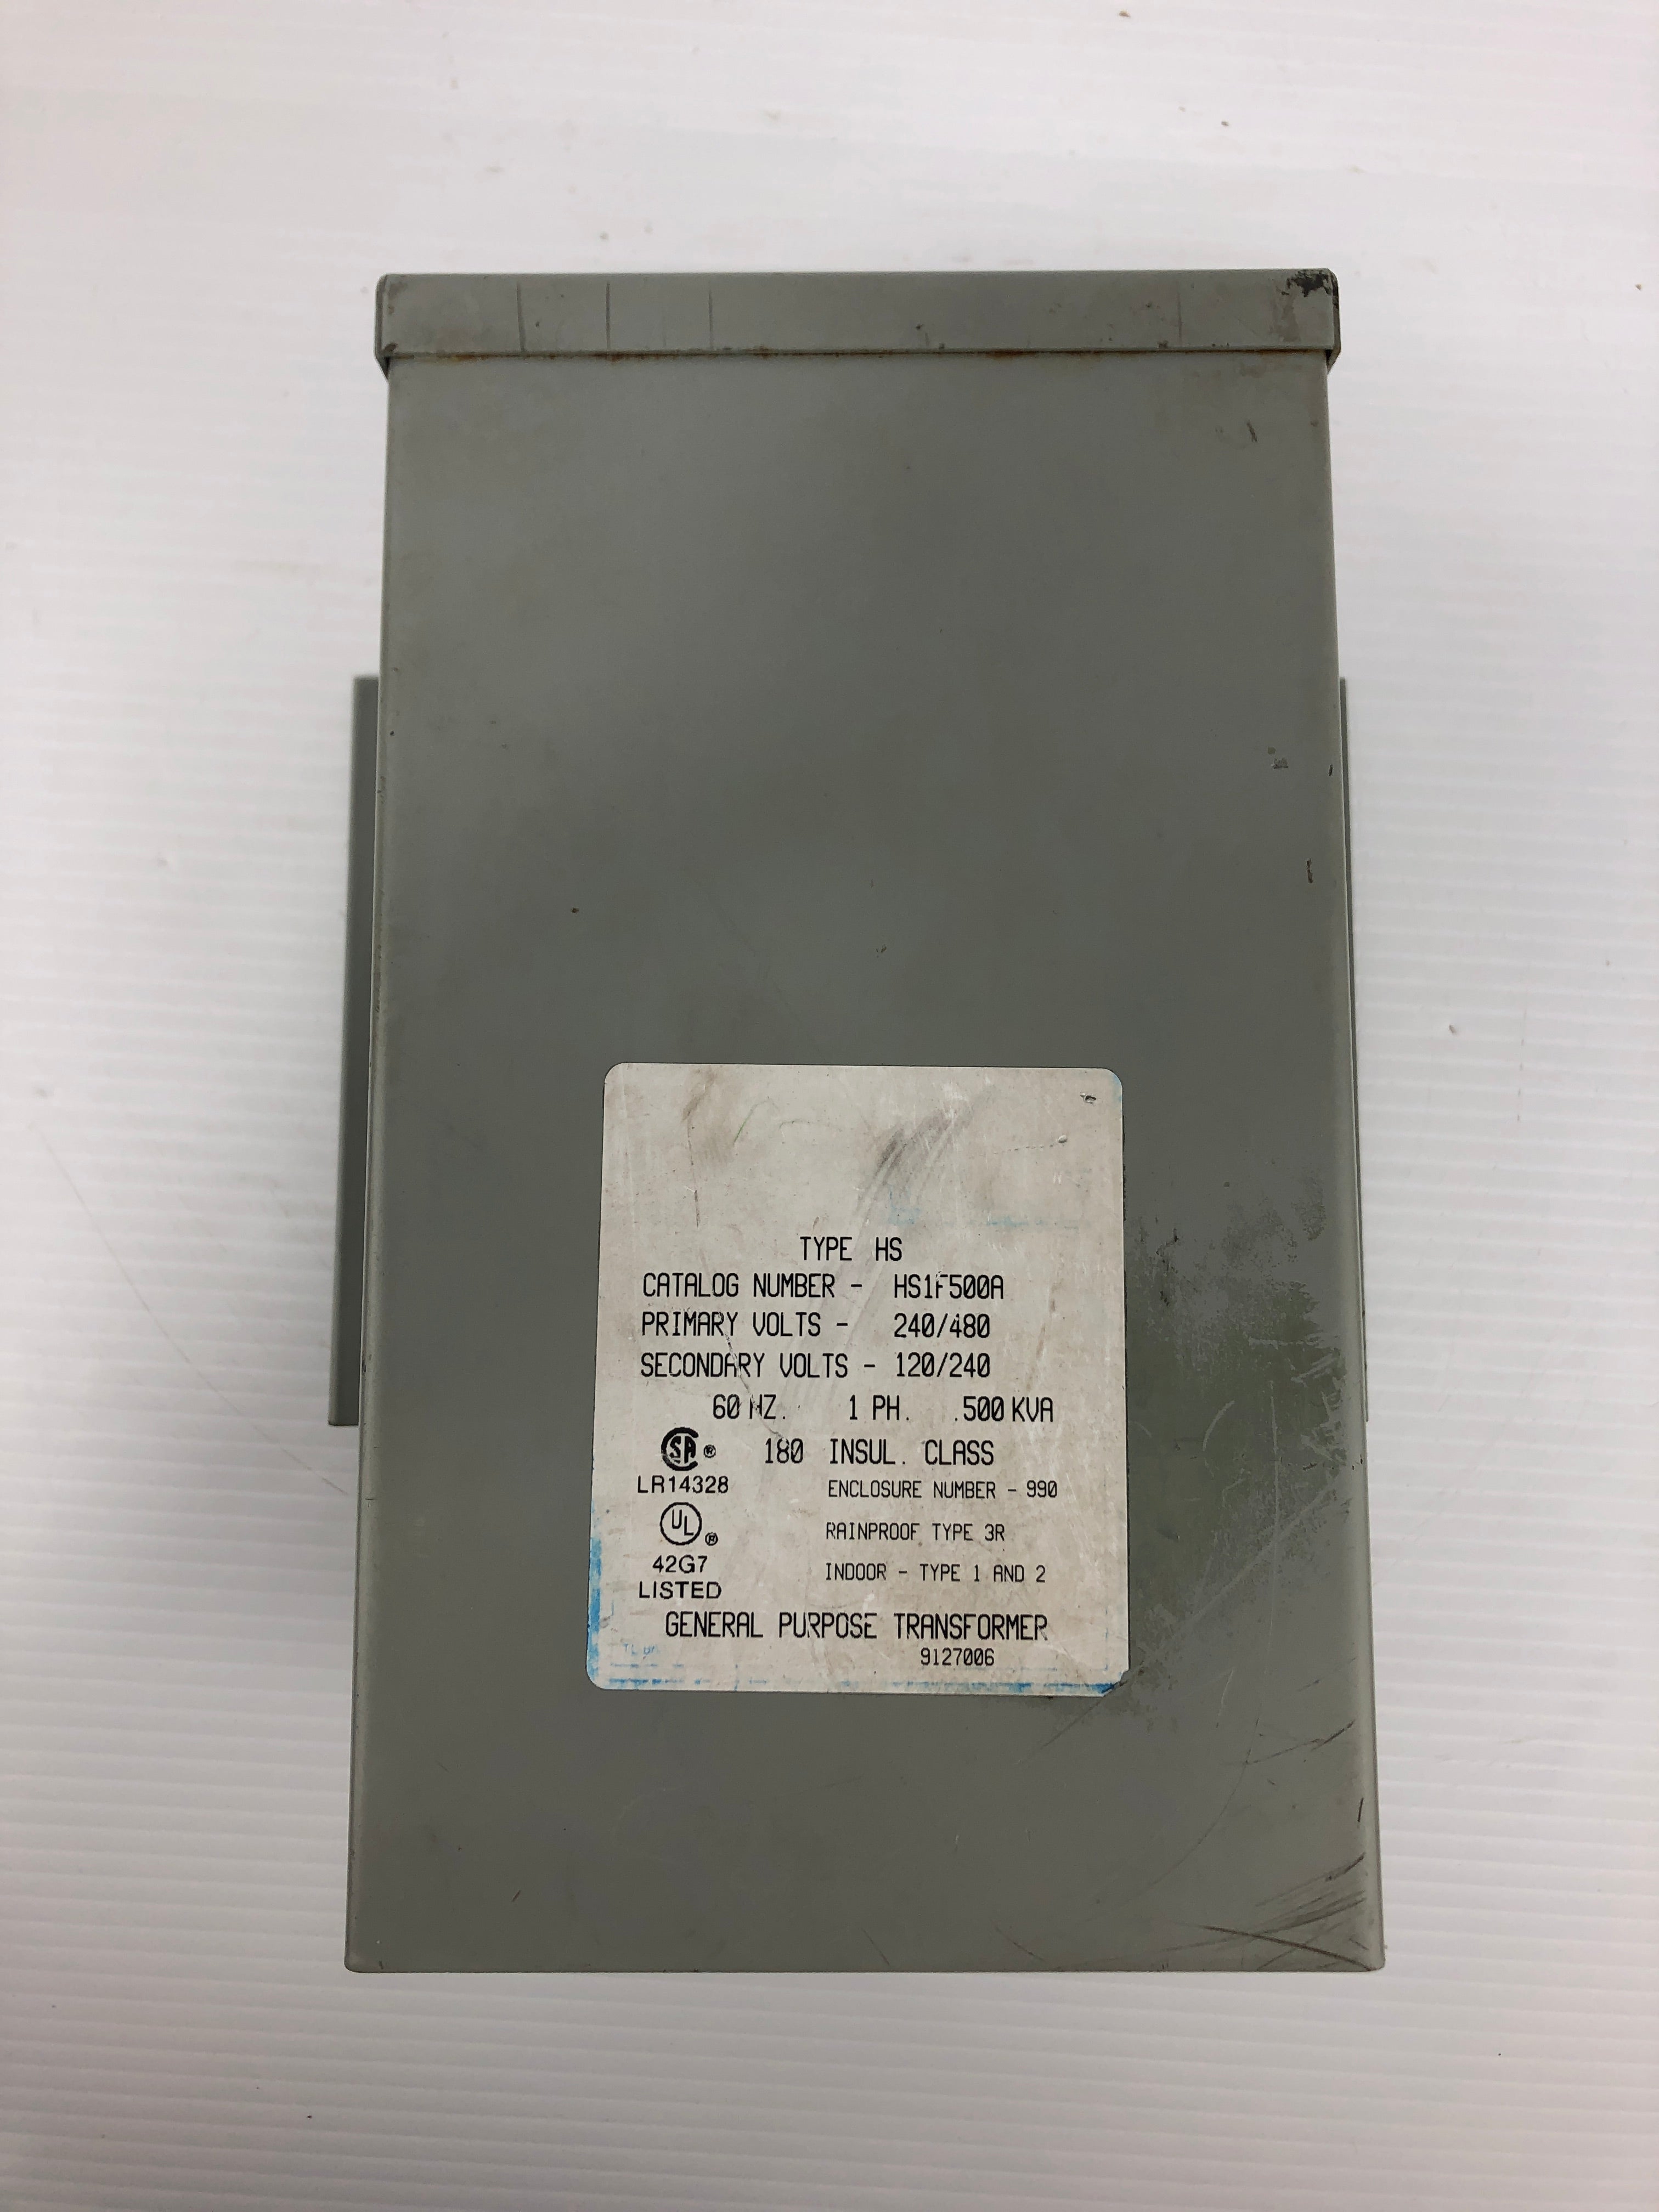 TYPE HS
CATALOG NUMBER - HS1F500A
PRIMARY VOLTS - 240/480
SECONDARY VOLTS - 120/240
60 HZ. 1 PH. .500 KVA
SA ® 180 INSUL. CLASS
LR14328 ENCLOSURE NUMBER - 990
UL ® RAINPROOF TYPE 3R
42G7 INDOOR - TYPE 1 AND 2
LISTED
GENERAL PURPOSE TRANSFORMER
9127006